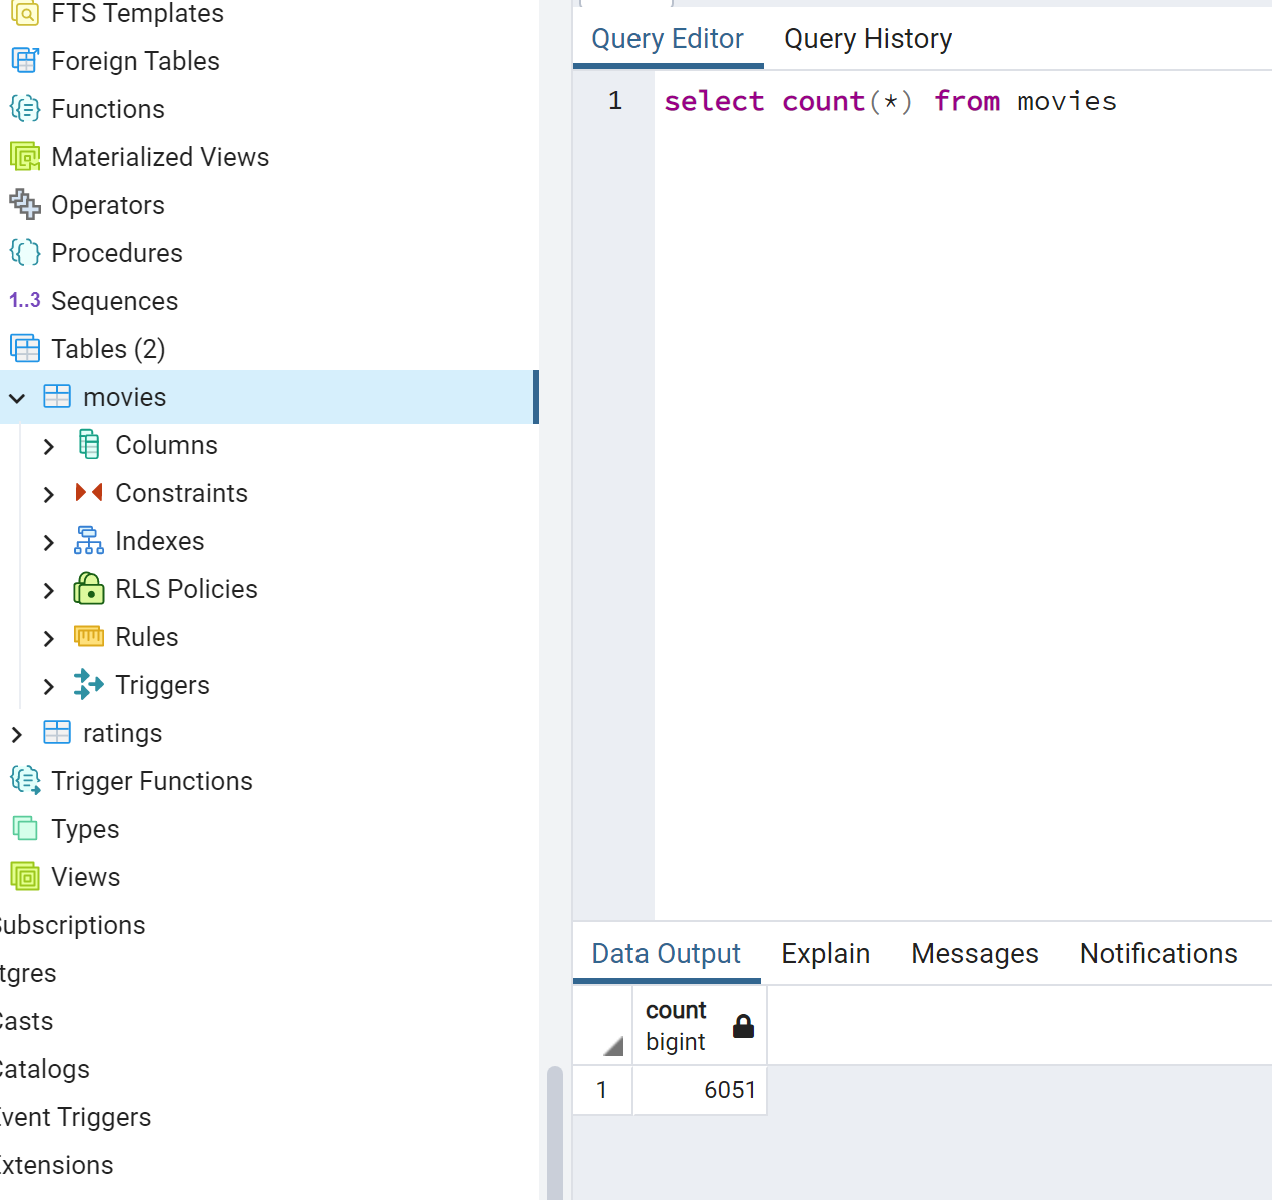 FTS Templates
Foreign Tables
Functions
Materialized Views
Operators
Procedures
1..3 Sequences
Tables (2)
movies
Columns
Constraints
Indexes
RLS Policies
Rules
Triggers
ratings
Trigger Functions
Types
Views
ubscriptions
tgres
asts
atalogs
vent Triggers
xtensions
Query Editor Query History
1 select count(*) from movies
Data Output Explain Messages Notifications
count
bigint
1 6051